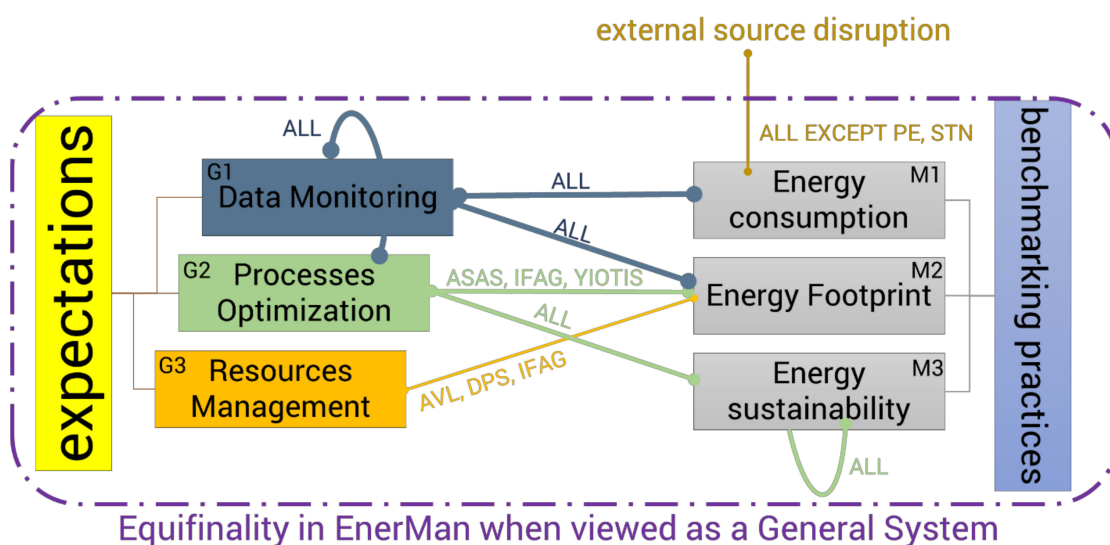 external source disruption
ALL EXCEPT PE, STN
expectations
ALL
G1
Data Monitoring
ALL
ALL
M1
Energy
consumption
G2
Processes
Optimization
ASAS, IFAG, YIOTIS
ALL
M2
Energy Footprint
G3
Resources
Management
AVL, DPS, IFAG
M3
Energy
sustainability
ALL
benchmarking practices
Equifinality in EnerMan when viewed as a General System